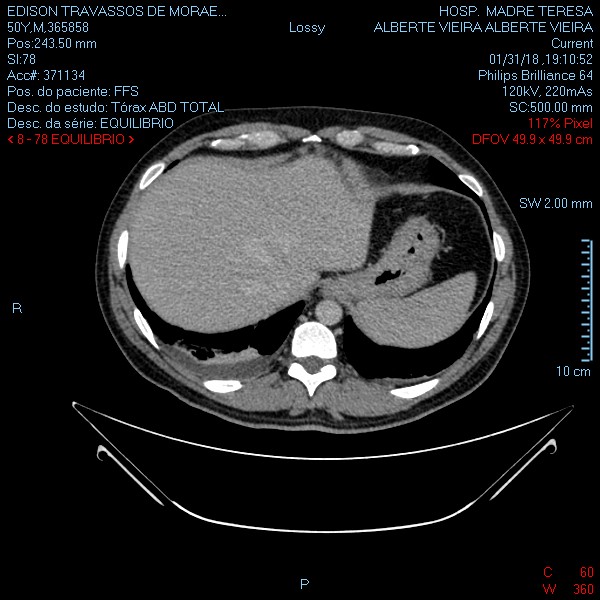 EDISON TRAVASSOS DE MORAE...
50Y,M,365858
Pos:243.50 mm
SI:78
Acc#: 371134
Pos. do paciente: FFS
Desc. do estudo: Tórax ABD TOTAL
Desc. da série: EQUILIBRIO
< 8 - 78 EQUILIBRIO >
Lossy
HOSP. MADRE TERESA
ALBERTE VIEIRA ALBERTE VIEIRA
Current
01/31/18 ,19:10:52
Philips Brilliance 64
120kV, 220mAs
SC:500.00 mm
117% Pixel
DFOV 49.9 x 49.9 cm
SW 2.00 mm
R
10 cm
P
C 60
W 360